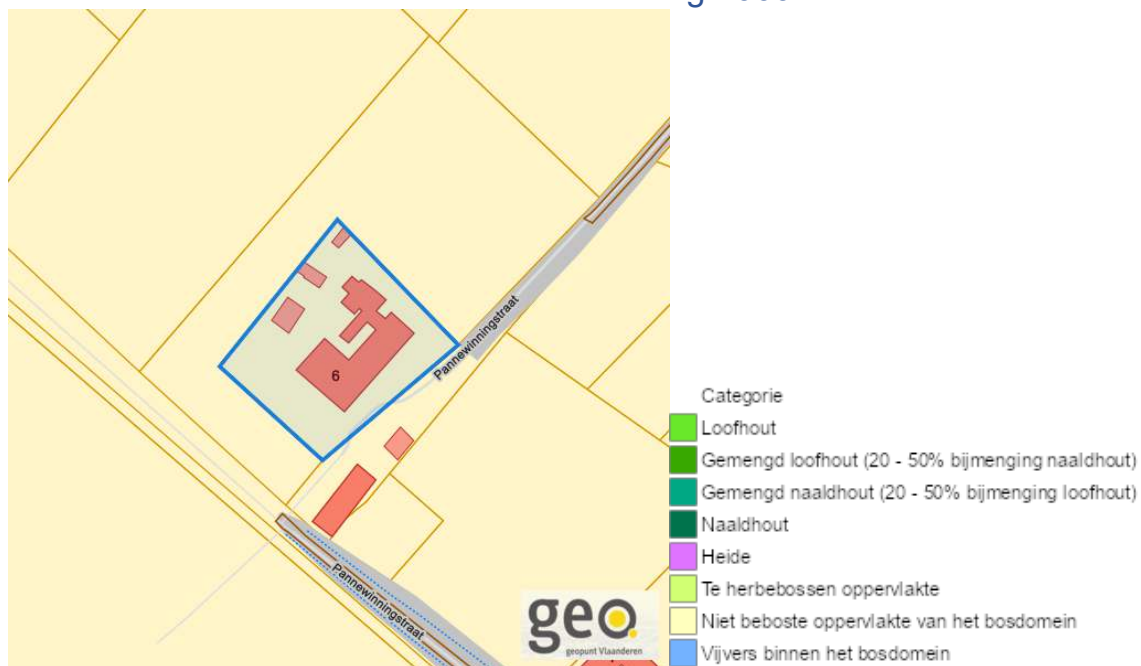 Pannewinningstraat
6
Pannewinningstraat
geo
geopunt Vlaanderen
Categorie
Loofhout
Gemengd loofhout (20 - 50% bijmenging naaldhout)
Gemengd naaldhout (20 - 50% bijmenging loofhout)
Naaldhout
Heide
Te herbebossen oppervlakte
Niet beboste oppervlakte van het bosdomein
Vijvers binnen het bosdomein